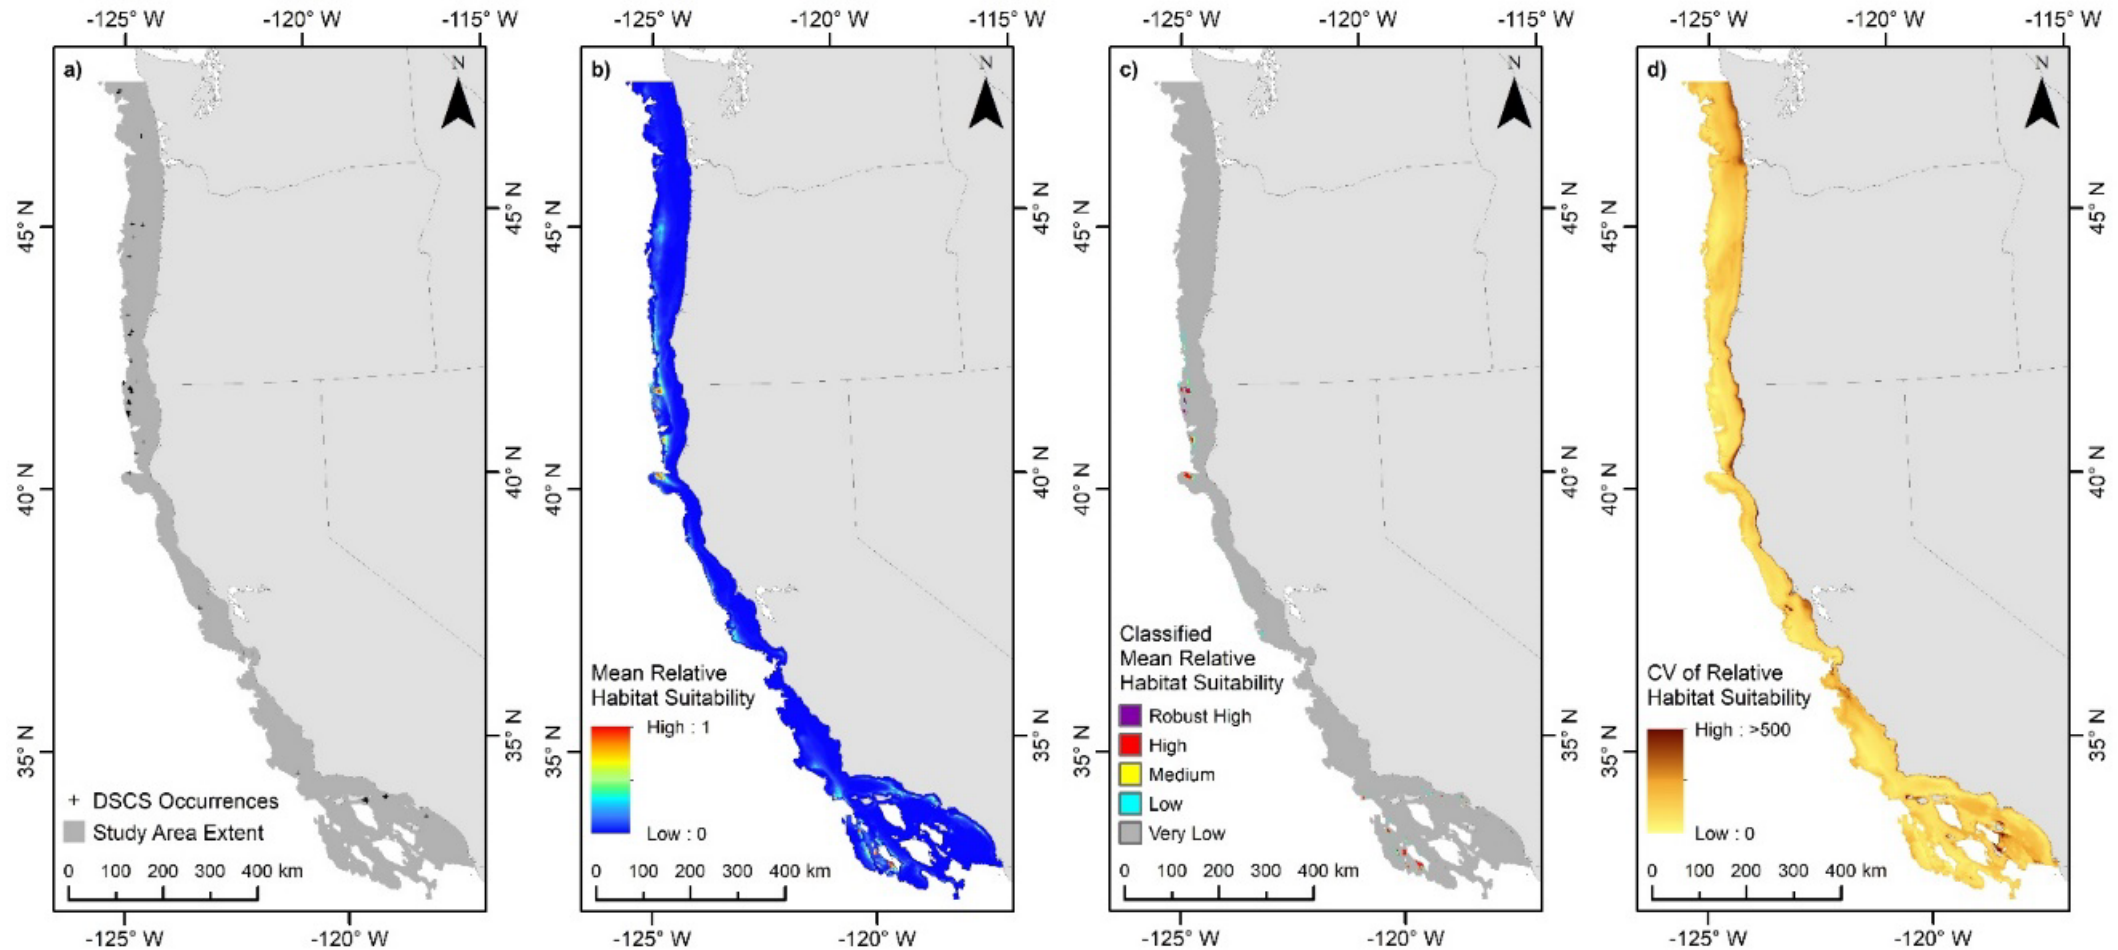 -125° W -120° W -115° W
a)
N
45° N
45° N
40° N
40° N
35° N
35° N
+ DSCS Occurrences
Study Area Extent
0 100 200 300 400 km
-125° W -120° W
-125° W -120° W -115° W
b)
N
45° N
45° N
40° N
40° N
35° N
35° N
Mean Relative
Habitat Suitability
High : 1
Low : 0
0 100 200 300 400 km
-125° W -120° W
-125° W -120° W -115° W
c)
N
45° N
45° N
40° N
40° N
35° N
35° N
Classified
Mean Relative
Habitat Suitability
Robust High
High
Medium
Low
Very Low
0 100 200 300 400 km
-125° W -120° W
-125° W -120° W -115° W
d)
N
45° N
45° N
40° N
40° N
35° N
35° N
CV of Relative
Habitat Suitability
High : >500
Low : 0
0 100 200 300 400 km
-125° W -120° W